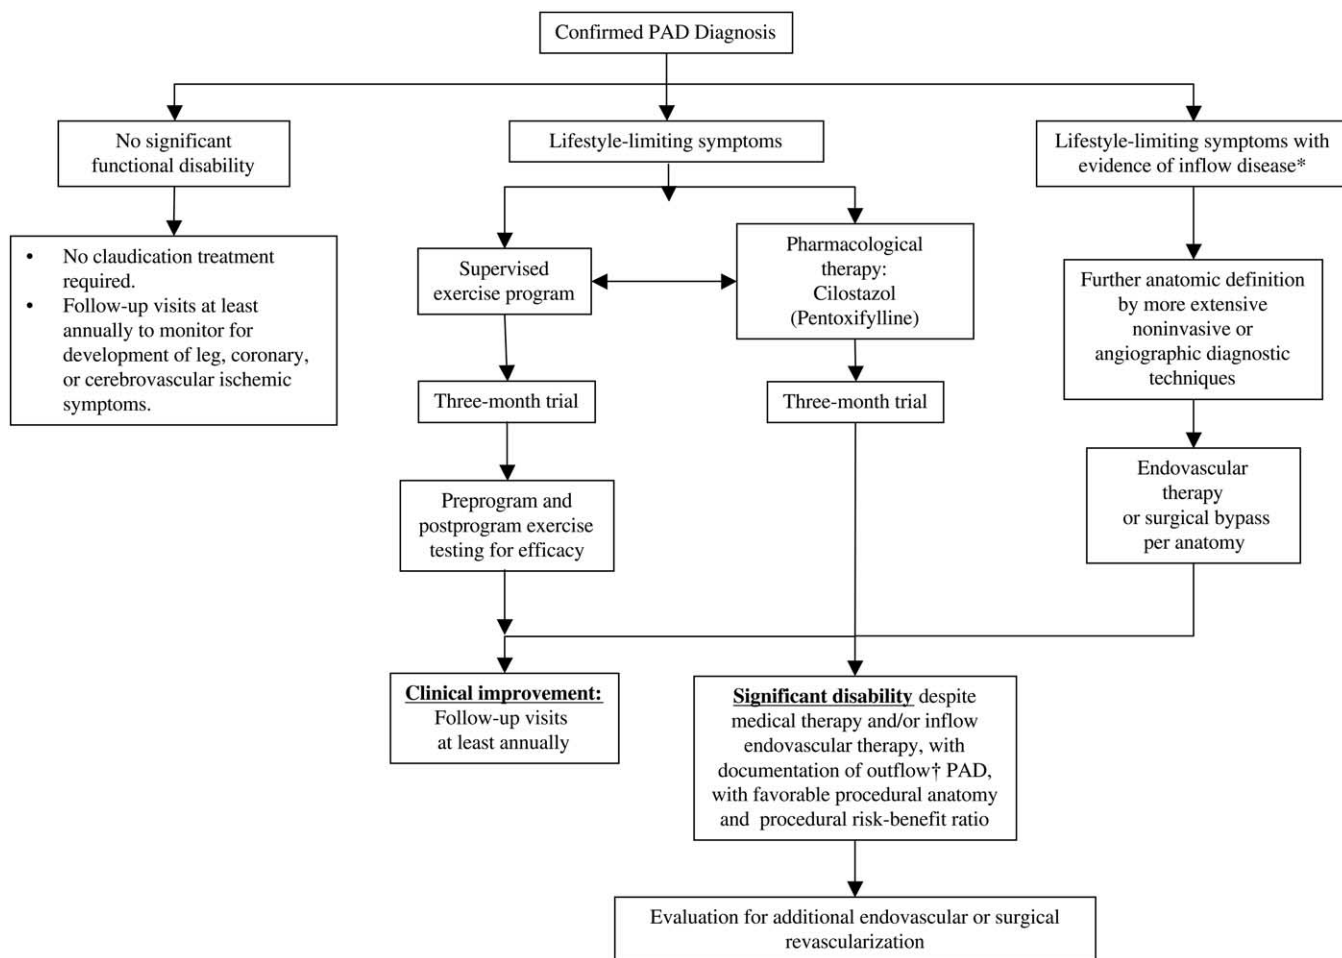 Confirmed PAD Diagnosis
No significant
functional disability
Lifestyle-limiting symptoms
Lifestyle-limiting symptoms with
evidence of inflow disease*
• No claudication treatment
required.
• Follow-up visits at least
annually to monitor for
development of leg, coronary,
or cerebrovascular ischemic
symptoms.
Supervised
exercise program
Pharmacological
therapy:
Cilostazol
(Pentoxifylline)
Further anatomic definition
by more extensive
noninvasive or
angiographic diagnostic
techniques
Three-month trial
Three-month trial
Preprogram and
postprogram exercise
testing for efficacy
Endovascular
therapy
or surgical bypass
per anatomy
Clinical improvement:
Follow-up visits
at least annually
Significant disability despite
medical therapy and/or inflow
endovascular therapy, with
documentation of outflow† PAD,
with favorable procedural anatomy
and procedural risk-benefit ratio
Evaluation for additional endovascular or surgical
revascularization